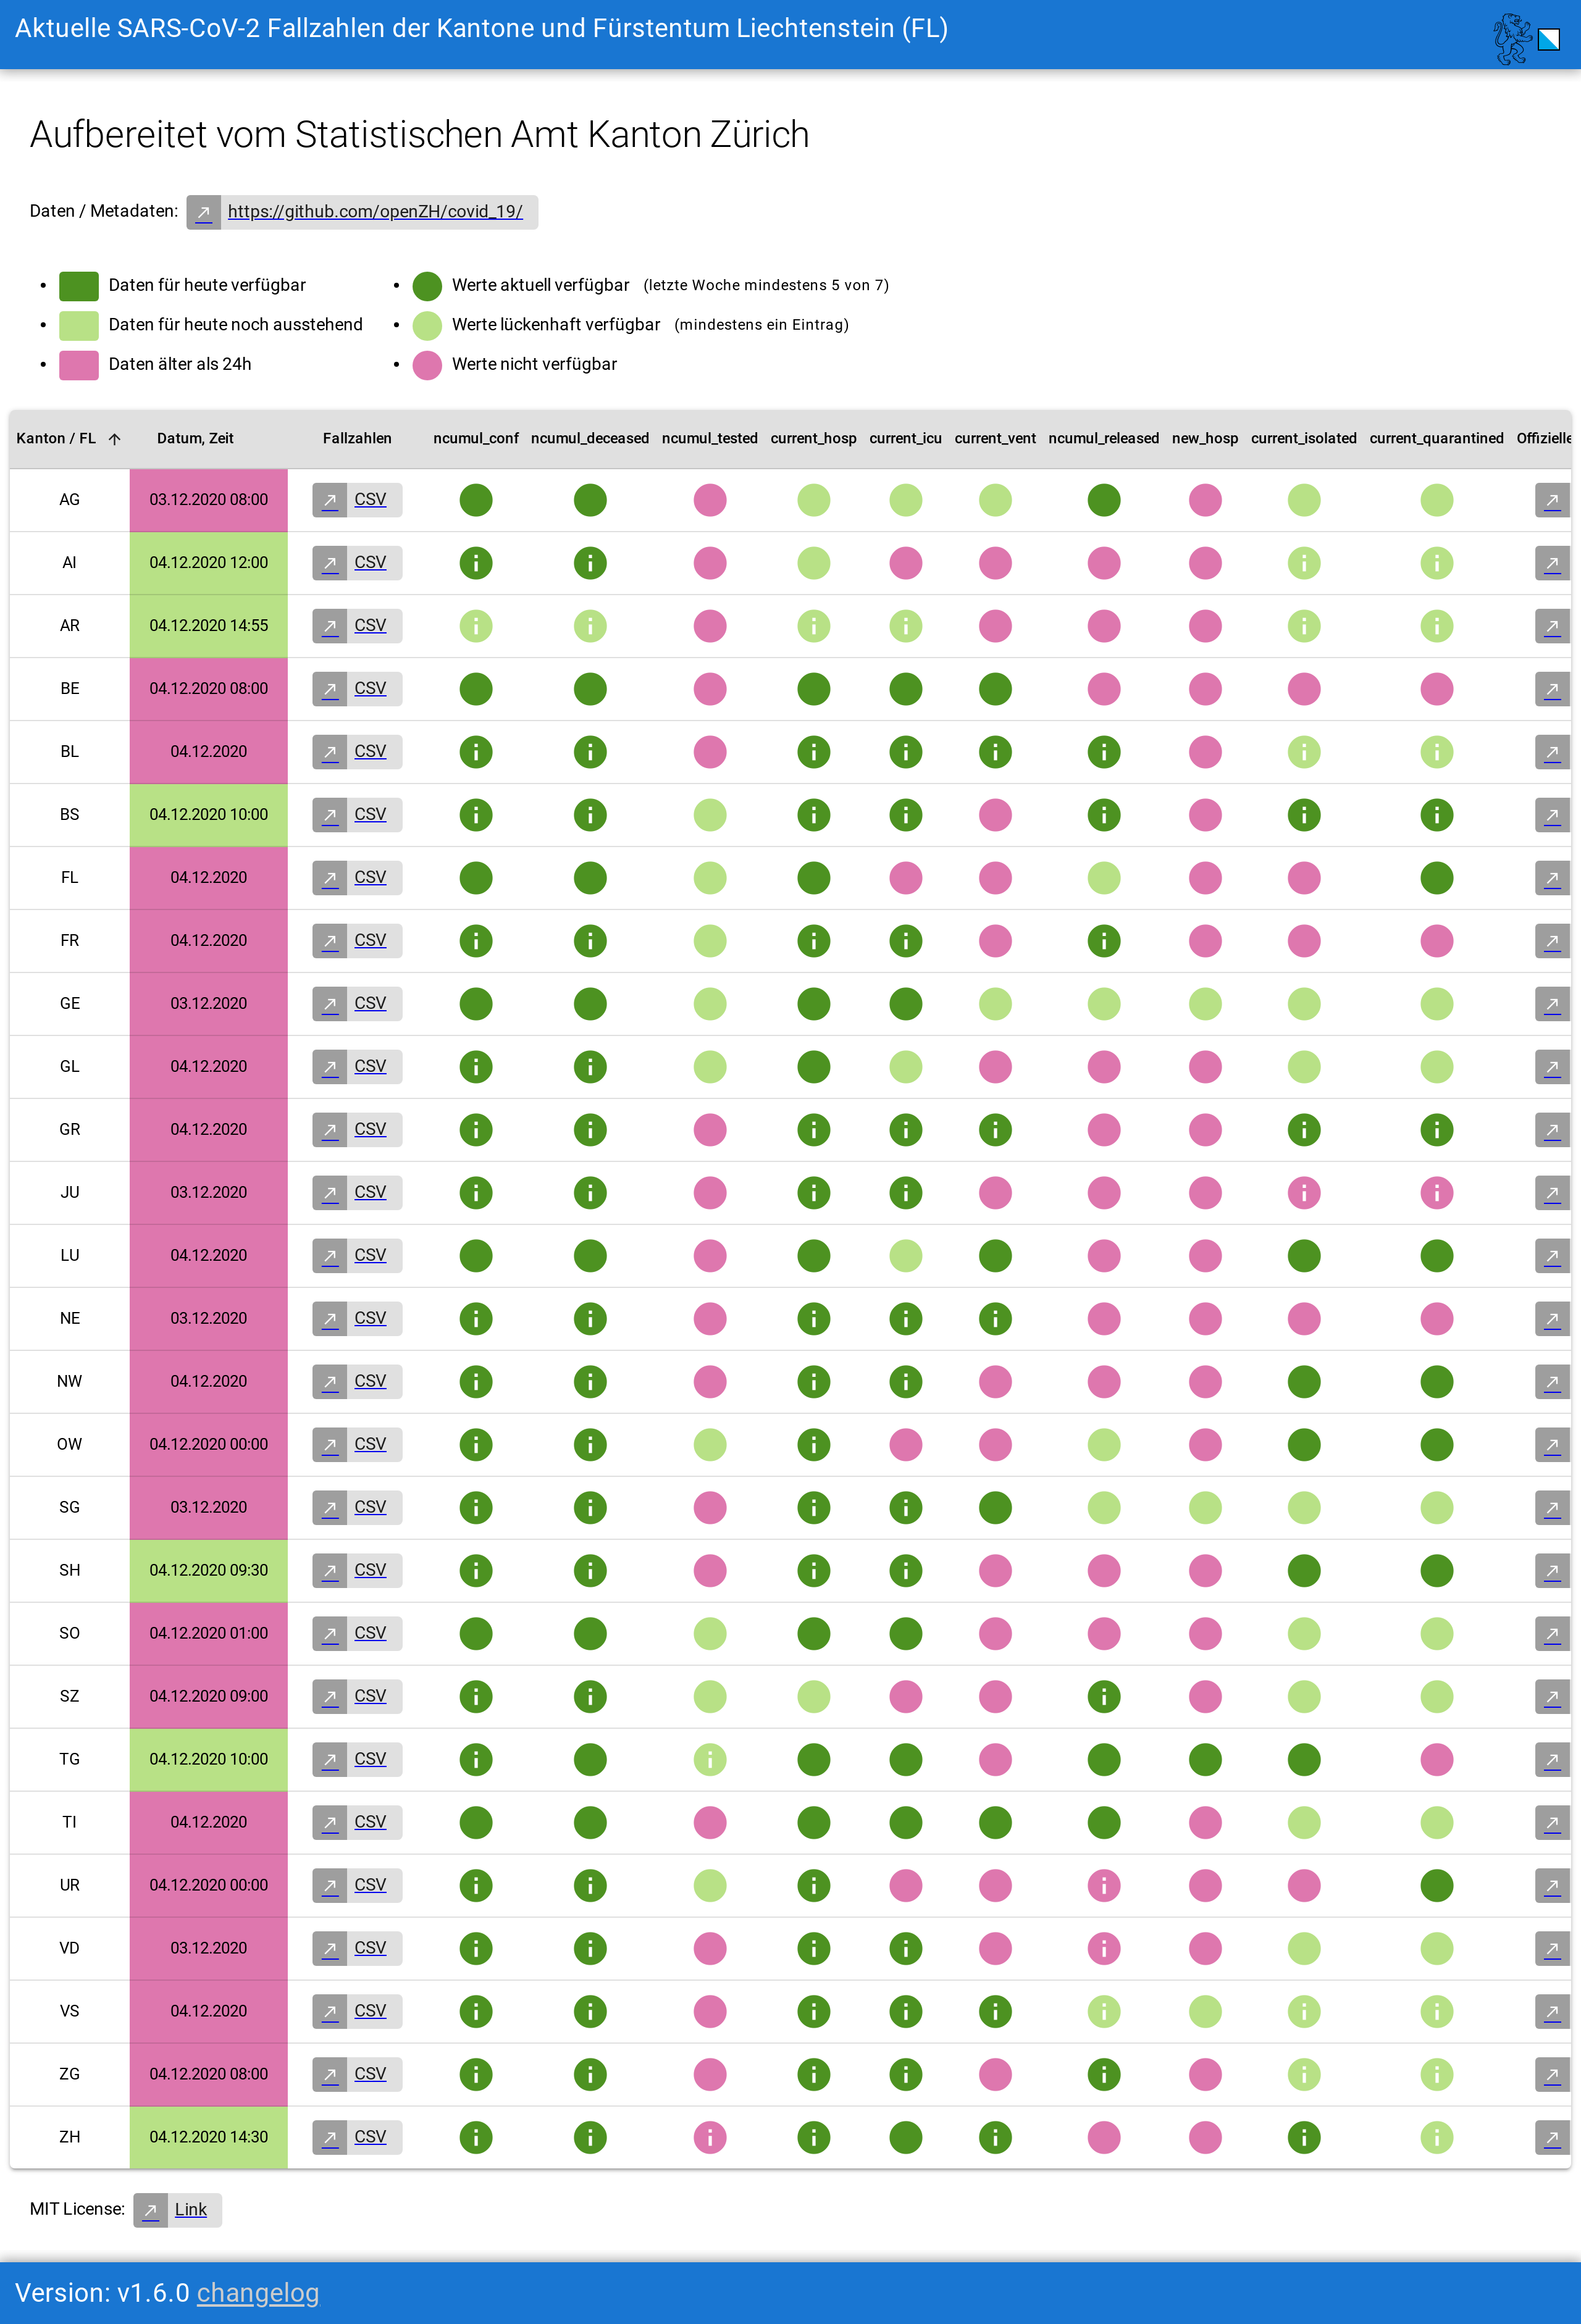 Aktuelle SARS-CoV-2 Fallzahlen der Kantone und Fürstentum Liechtenstein (FL)
Aufbereitet vom Statistischen Amt Kanton Zürich
Daten / Metadaten: https://github.com/openZH/covid_19/
Daten für heute verfügbar
Daten für heute noch ausstehend
Daten älter als 24h
Werte aktuell verfügbar (letzte Woche mindestens 5 von 7)
Werte lückenhaft verfügbar (mindestens ein Eintrag)
Werte nicht verfügbar
Kanton / FL Datum, Zeit Fallzahlen ncumul_conf ncumul_deceased ncumul_tested current_hosp current_icu current_vent ncumul_released new_hosp current_isolated current_quarantined Offizielle
AG 03.12.2020 08:00 CSV
AI 04.12.2020 12:00 CSV
AR 04.12.2020 14:55 CSV
BE 04.12.2020 08:00 CSV
BL 04.12.2020 CSV
BS 04.12.2020 10:00 CSV
FL 04.12.2020 CSV
FR 04.12.2020 CSV
GE 03.12.2020 CSV
GL 04.12.2020 CSV
GR 04.12.2020 CSV
JU 03.12.2020 CSV
LU 04.12.2020 CSV
NE 03.12.2020 CSV
NW 04.12.2020 CSV
OW 04.12.2020 00:00 CSV
SG 03.12.2020 CSV
SH 04.12.2020 09:30 CSV
SO 04.12.2020 01:00 CSV
SZ 04.12.2020 09:00 CSV
TG 04.12.2020 10:00 CSV
TI 04.12.2020 CSV
UR 04.12.2020 00:00 CSV
VD 03.12.2020 CSV
VS 04.12.2020 CSV
ZG 04.12.2020 08:00 CSV
ZH 04.12.2020 14:30 CSV
MIT License: Link
Version: v1.6.0 changelog